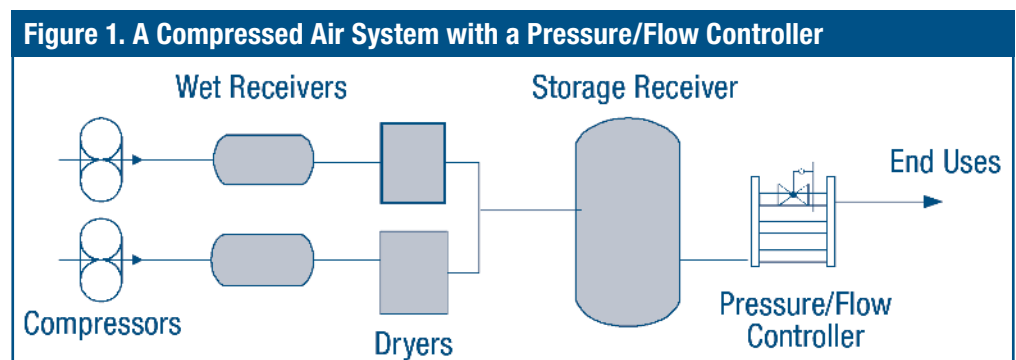 Figure 1. A Compressed Air System with a Pressure/Flow Controller
Wet Receivers
Storage Receiver
End Uses
Compressors
Dryers
Pressure/Flow
Controller